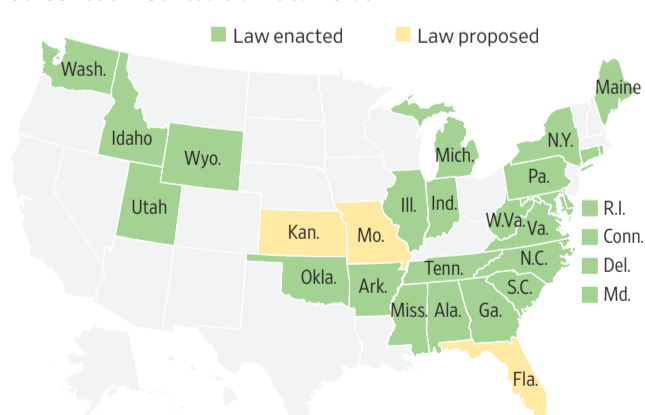 Law enacted
Law proposed
Wash.
Maine
Idaho
N.Y.
Wyo.
Mich.
Pa.
Utah
Ill.
Ind.
R.I.
W.Va.
Va.
Kan.
Mo.
Conn.
N.C.
Del.
Tenn.
Okla.
Ark.
S.C.
Md.
Miss.
Ala.
Ga.
Fla.